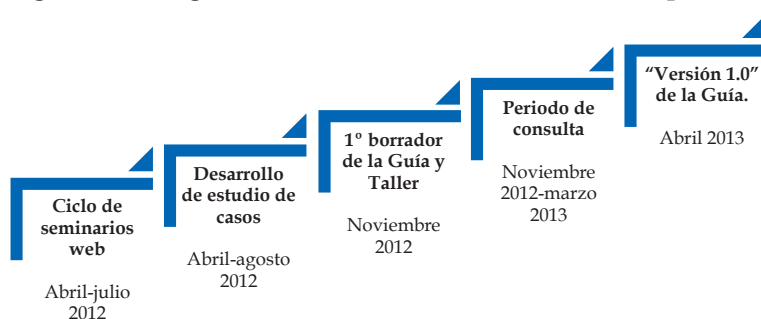 Ciclo de
seminarios
web
Abril-julio
2012
Desarrollo
de estudio de
casos
Abril-agosto
2012
1º borrador
de la Guía y
Taller
Noviembre
2012
Periodo de
consulta
Noviembre
2012-marzo
2013
“Versión 1.0”
de la Guía.
Abril 2013